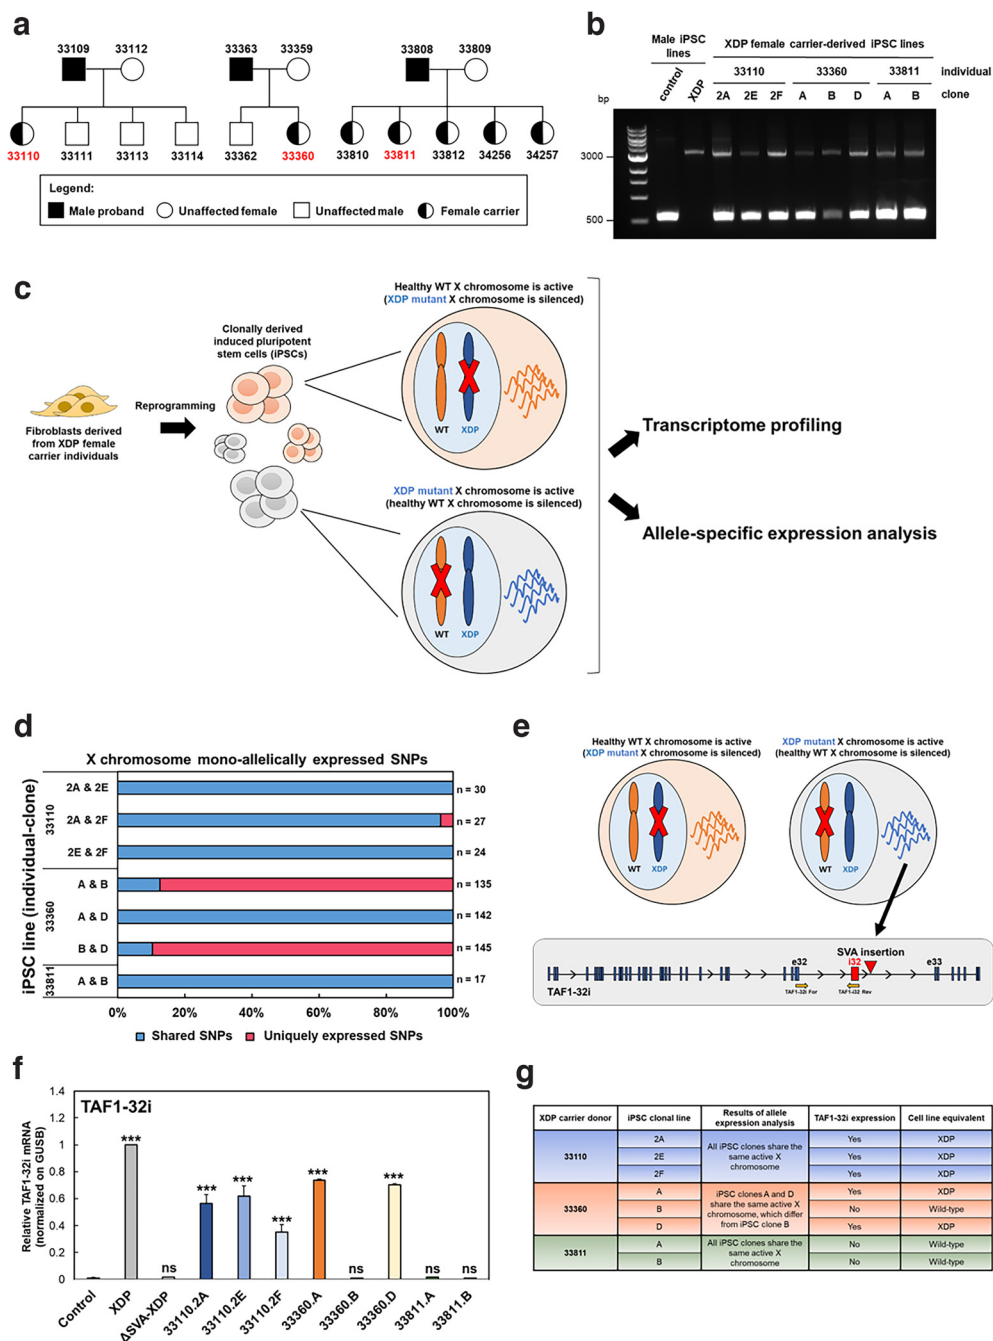 a
33109 33112
33363 33359
33808 33809
33110 33111 33113 33114 33362 33360 33810 33811 33812 34256 34257
Legend:
Male proband Unaffected female Unaffected male Female carrier
b
Male iPSC lines
XDP female carrier-derived iPSC lines
control XDP
33110 33360 33811 individual
2A 2E 2F A B D A B clone
bp
3000
500
c
Clonally derived
induced pluripotent
stem cells (iPSCs)
Reprogramming
Fibroblasts derived
from XDP female
carrier individuals
Healthy WT X chromosome is active
(XDP mutant X chromosome is silenced)
WT XDP
XDP mutant X chromosome is active
(healthy WT X chromosome is silenced)
WT XDP
Transcriptome profiling
Allele-specific expression analysis
d
X chromosome mono-allelically expressed SNPs
iPSC line (individual-clone)
33110
2A & 2E n = 30
2A & 2F n = 27
2E & 2F n = 24
33360
A & B n = 135
A & D n = 142
B & D n = 145
33811
A & B n = 17
0% 20% 40% 60% 80% 100%
Shared SNPs Uniquely expressed SNPs
e
Healthy WT X chromosome is active
(XDP mutant X chromosome is silenced)
WT XDP
XDP mutant X chromosome is active
(healthy WT X chromosome is silenced)
WT XDP
SVA insertion
e32 i32 e33
TAF1-32i
TAF1-32i For TAF1-i32 Rev
f
TAF1-32i
Relative TAF1-32i mRNA
(normalized on GUSB)
1.4
1.2
1
0.8
0.6
0.4
0.2
0
*** ns *** *** *** *** ns *** ns ns
Control XDP ΔSVA-XDP 33110.2A 33110.2E 33110.2F 33360.A 33360.B 33360.D 33811.A 33811.B
g
XDP carrier donor iPSC clonal line Results of allele expression analysis TAF1-32i expression Cell line equivalent
33110
All iPSC clones share the same active X chromosome
2A Yes XDP
2E Yes XDP
2F Yes XDP
33360
iPSC clones A and D share the same active X chromosome, which differ from iPSC clone B
A Yes XDP
B No Wild-type
D Yes XDP
33811
All iPSC clones share the same active X chromosome
A No Wild-type
B No Wild-type